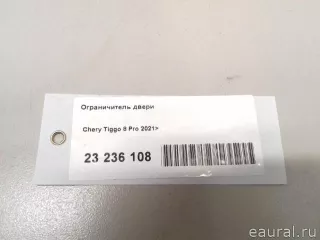 Ограничитель двери
Chery Tiggo 8 Pro 2021>
23 236 108
eaural.ru